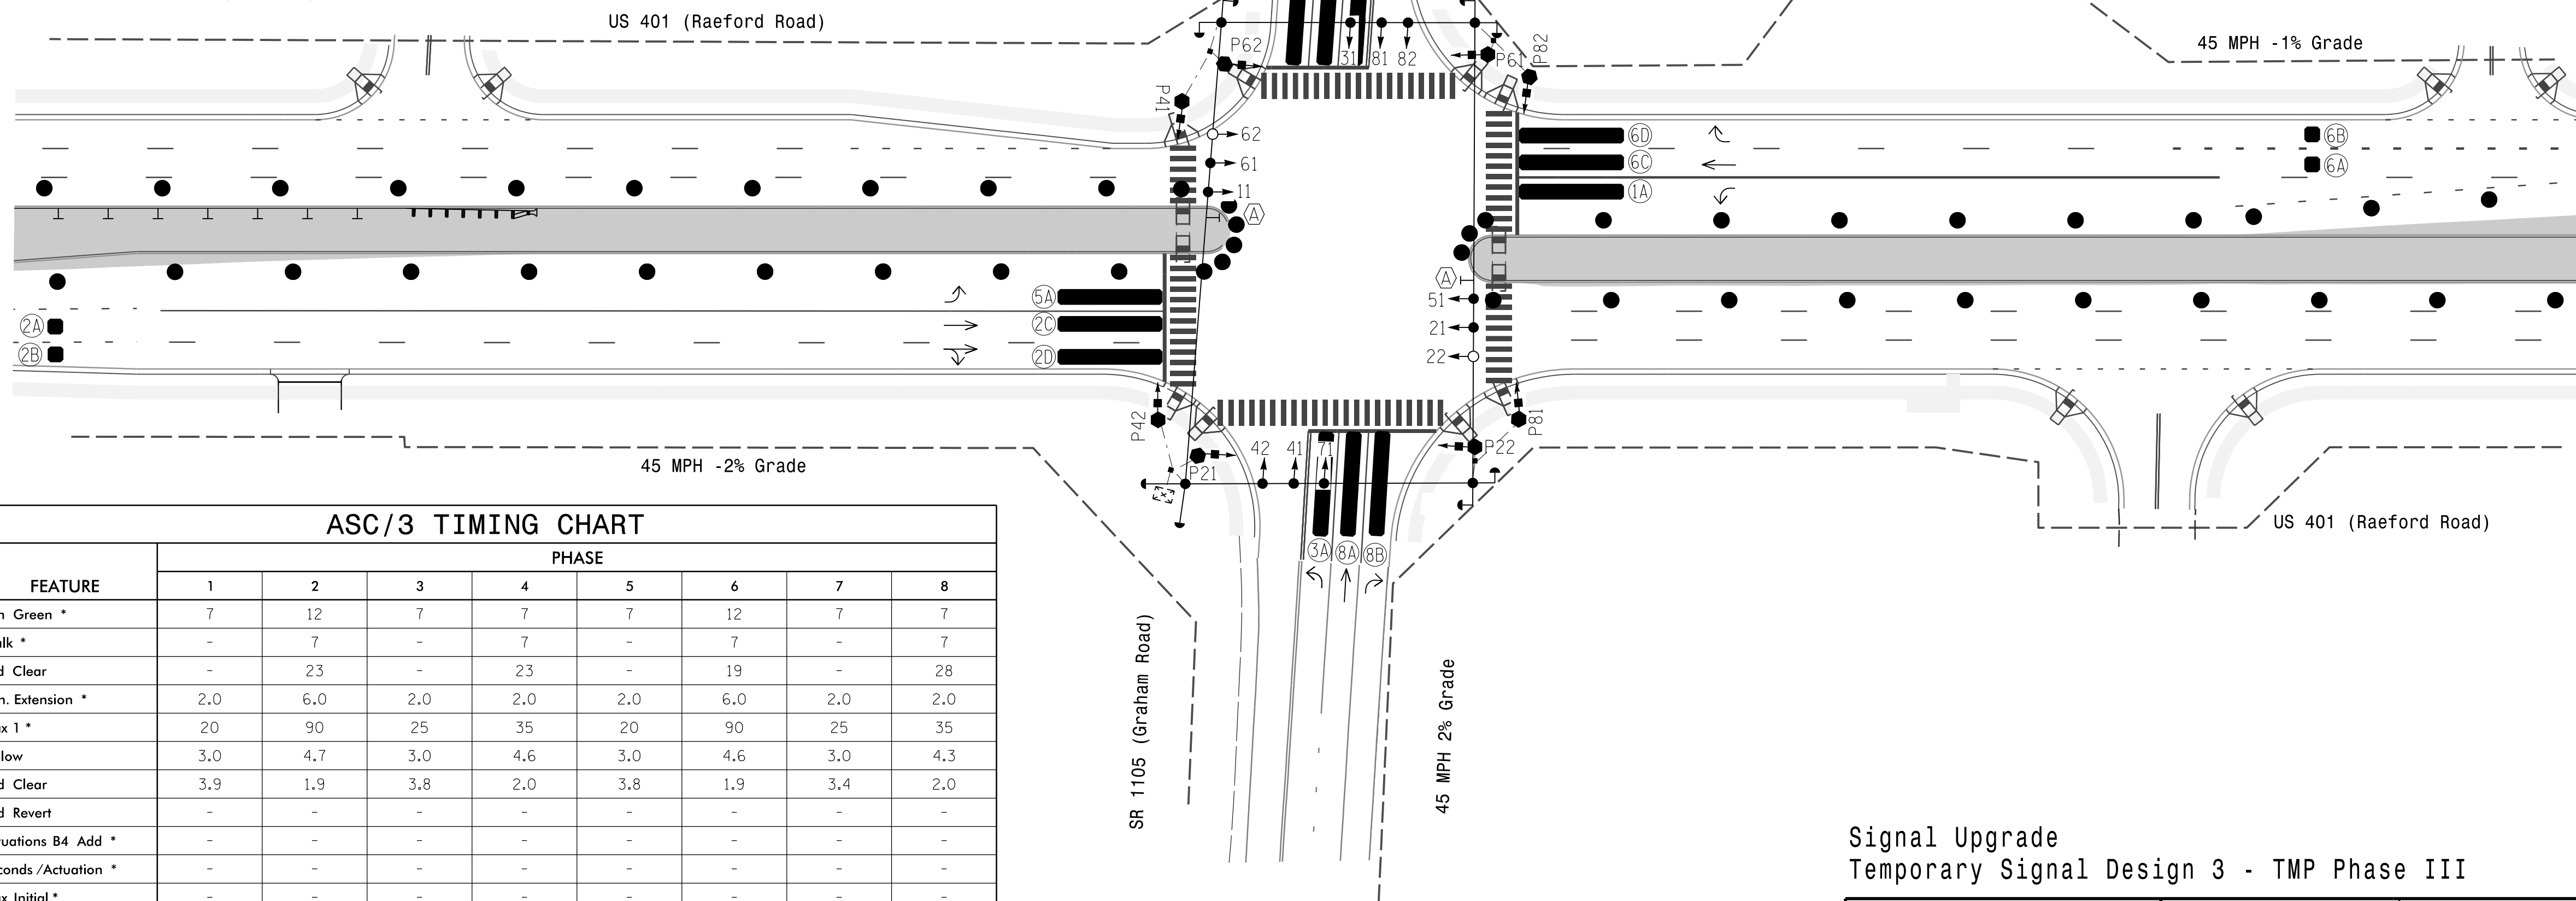 US 401 (Raeford Road)
45 MPH -1% Grade
P62
31 81 82
P61
P82
P41
62
61
11
A
6D
6C
1A
6B
6A
5A
2C
2D
2A
2B
A
51
21
22
P42
P21
42 41 71
P22
P81
45 MPH -2% Grade
3A 8A 8B
US 401 (Raeford Road)
SR 1105 (Graham Road)
45 MPH 2% Grade
ASC/3 TIMING CHART
PHASE
FEATURE 1 2 3 4 5 6 7 8
Green * 7 12 7 7 7 12 7 7
lk * - 7 - 7 - 7 - 7
Clear - 23 - 23 - 19 - 28
n. Extension * 2.0 6.0 2.0 2.0 2.0 6.0 2.0 2.0
x 1 * 20 90 25 35 20 90 25 35
low 3.0 4.7 3.0 4.6 3.0 4.6 3.0 4.3
d Clear 3.9 1.9 3.8 2.0 3.8 1.9 3.4 2.0
d Revert - - - - - - - -
uations B4 Add * - - - - - - - -
conds /Actuation * - - - - - - - -
x Initial * - - - - - - - -
Signal Upgrade
Temporary Signal Design 3 - TMP Phase III